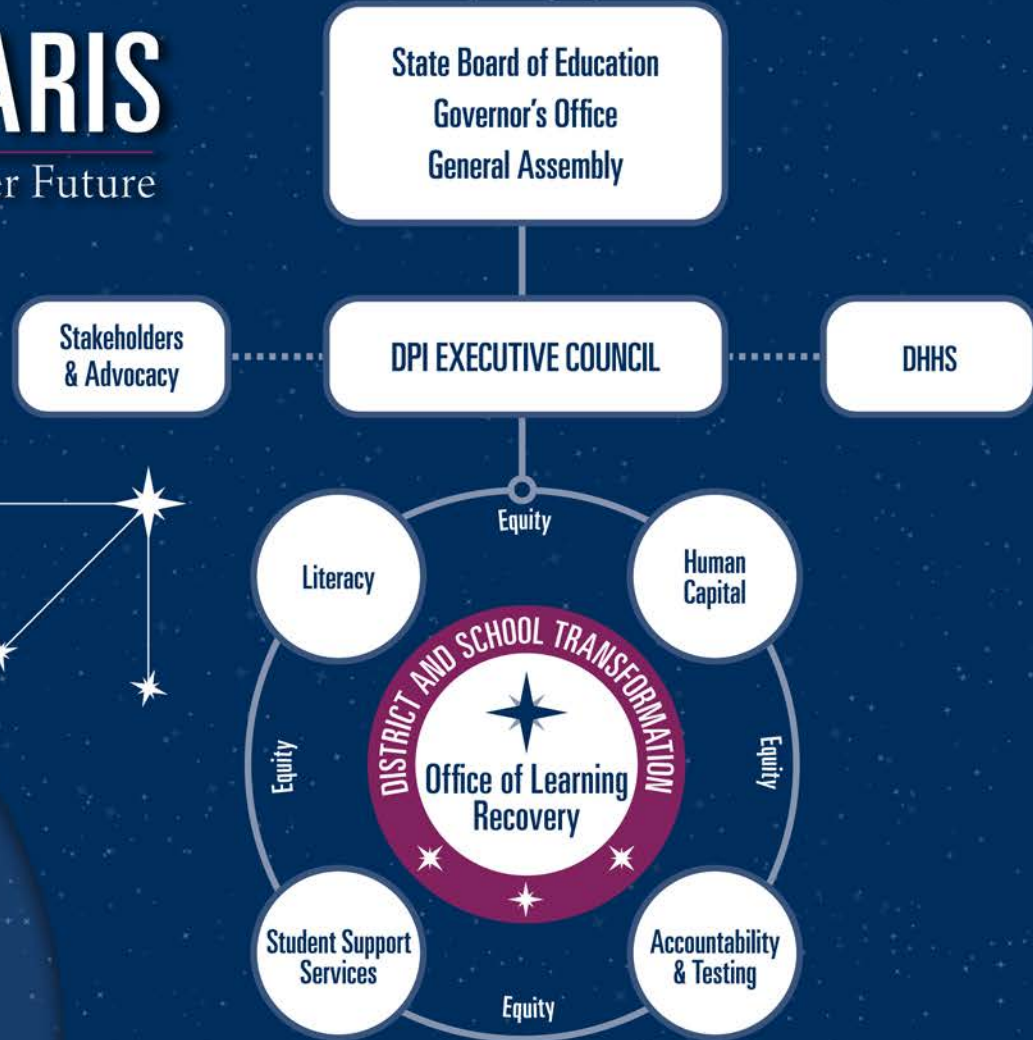 ARIS
er Future
State Board of Education
Governor's Office
General Assembly
Stakeholders
& Advocacy
DPI EXECUTIVE COUNCIL
DHHS
Equity
Literacy
Human
Capital
DISTRICT AND SCHOOL TRANSFORMATION
Office of Learning
Recovery
Equity
Equity
Student Support
Services
Accountability
& Testing
Equity